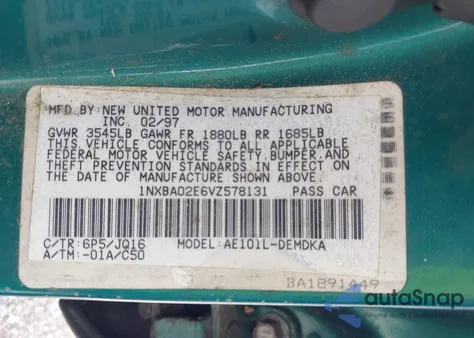 MFD.BY:NEW UNITED MOTOR MANUFACTURING
INC. 02/97
GVWR 3545LB GAWR FR 1880LB RR 1685LB
THIS VEHICLE CONFORMS TO ALL APPLICABLE
FEDERAL MOTOR VEHICLE SAFETY, BUMPER, AND
THEFT PREVENTION STANDARDS IN EFFECT ON
THE DATE OF MANUFACTURE SHOWN ABOVE.
1NXBA02E6VZ578131 PASS CAR
C/TR:6P5/JQ16 MODEL:AE101L-DEMDKA
A/TM:-01A/C50
BA1891449
autoSnap